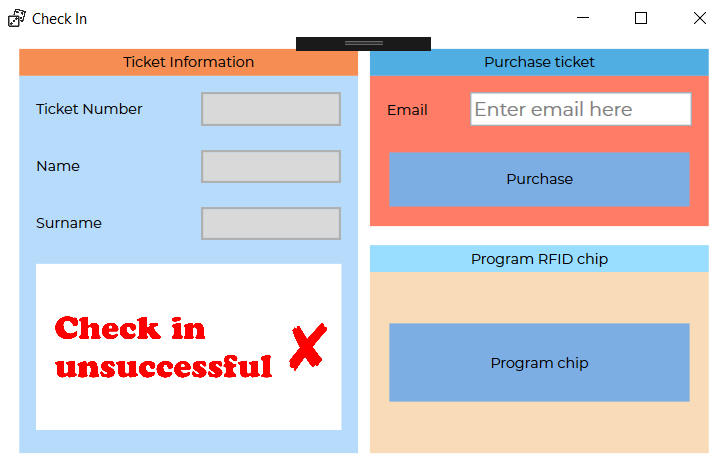 Check In
Ticket Information
Ticket Number
Name
Surname
Check in
unsuccessful
Purchase ticket
Email
Enter email here
Purchase
Program RFID chip
Program chip